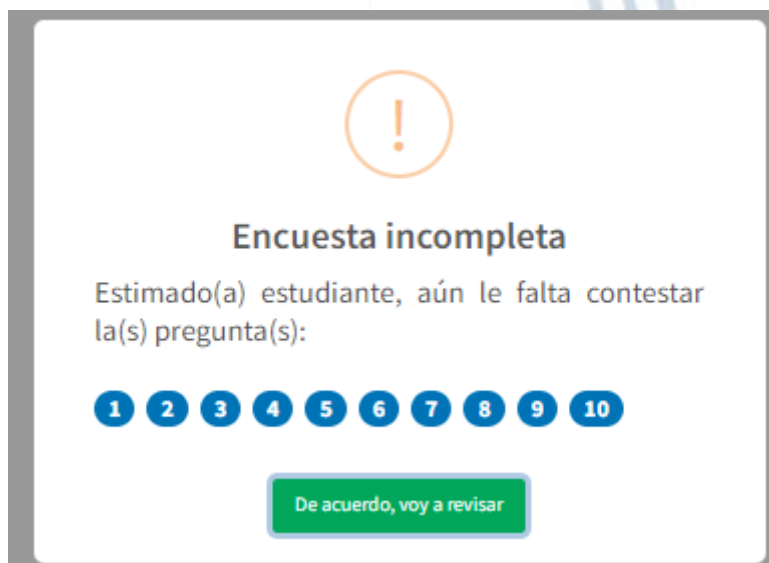 !
Encuesta incompleta
Estimado(a) estudiante, aún le falta contestar
la(s) pregunta(s):
1 2 3 4 5 6 7 8 9 10
De acuerdo, voy a revisar